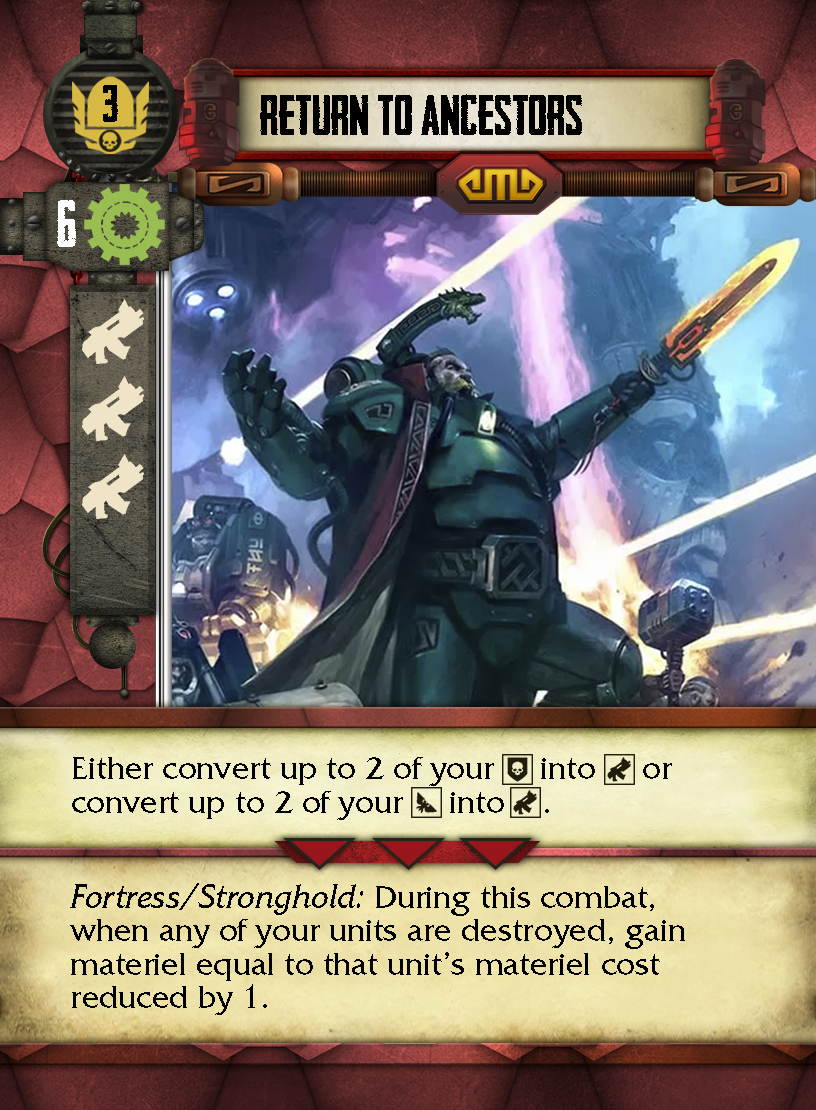 3
RETURN TO ANCESTORS
6
Either convert up to 2 of your into or
convert up to 2 of your into .
Fortress/Stronghold: During this combat,
when any of your units are destroyed, gain
materiel equal to that unit's materiel cost
reduced by 1.